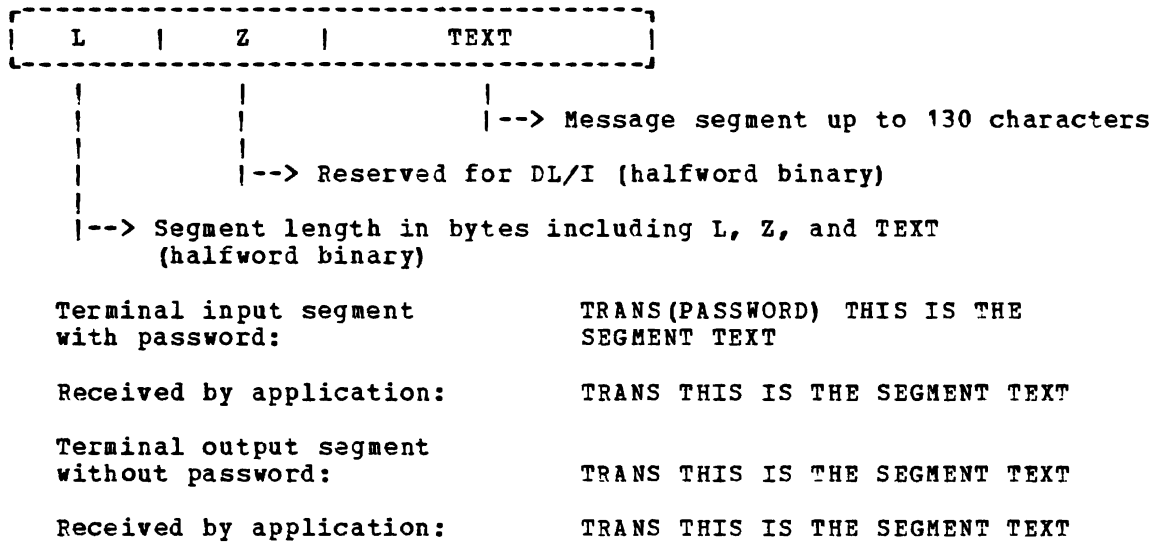 L | Z | TEXT
|--> Message segment up to 130 characters
|--> Reserved for DL/I (halfword binary)
|--> Segment length in bytes including L, Z, and TEXT
(halfword binary)
Terminal input segment TRANS(PASSWORD) THIS IS THE
with password: SEGMENT TEXT
Received by application: TRANS THIS IS THE SEGMENT TEXT
Terminal output segment
without password: TRANS THIS IS THE SEGMENT TEXT
Received by application: TRANS THIS IS THE SEGMENT TEXT